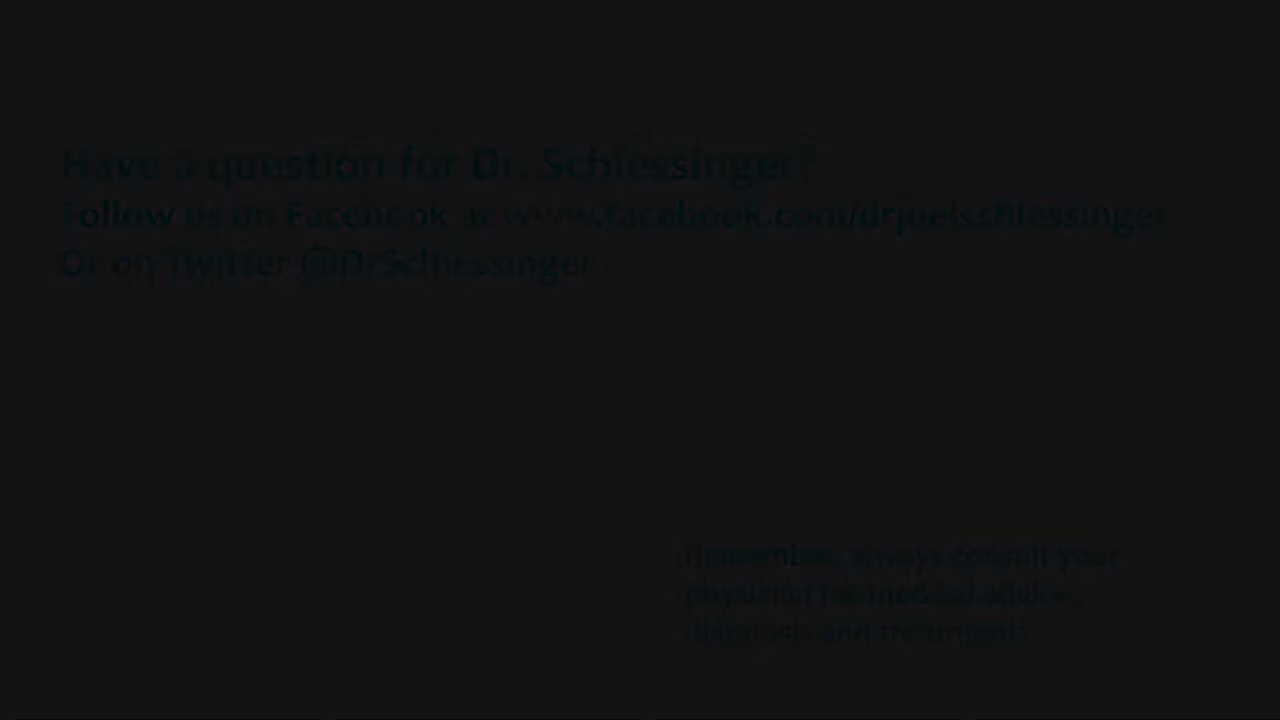 Have a question for Dr. Schlessinger?
Follow us on Facebook at www.facebook.com/drjoelschlessinger
Or on Twitter @DrSchlessinger
Remember, always consult your
physician for medical advice,
diagnosis and treatment!